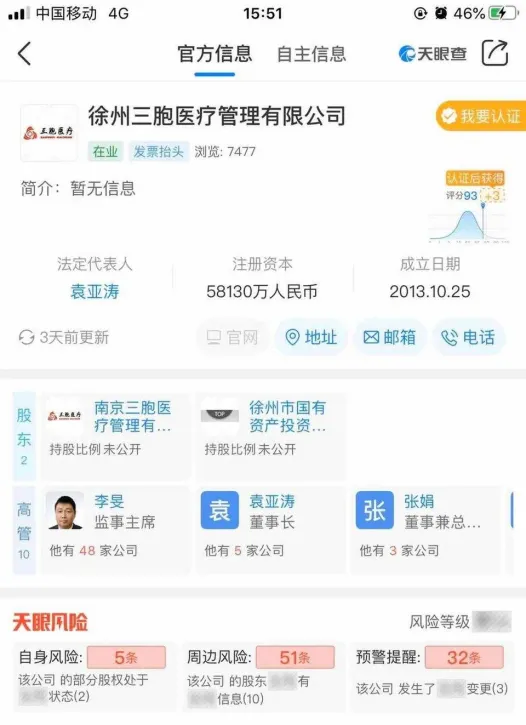 中国移动 4G 15:51 46%
官方信息 自主信息 天眼查
三胞医疗
徐州三胞医疗管理有限公司
我要认证
在业 发票抬头 浏览: 7477
简介: 暂无信息
认证后获得
评分93 +3
法定代表人 注册资本 成立日期
袁亚涛 58130万人民币 2013.10.25
3天前更新 官网 地址 邮箱 电话
股东 2
三胞医疗
南京三胞医
疗管理有...
持股比例 未公开
TOP
徐州市国有
资产投资...
持股比例 未公开
高管 10
李旻
监事主席
他有 48 家公司
袁
袁亚涛
董事长
他有 5 家公司
张
张娟
董事兼总...
他有 3 家公司
天眼风险 风险等级
自身风险: 5条
该公司 的部分股权处于
状态(2)
周边风险: 51条
该公司 的股东 有
信息(10)
预警提醒: 32条
该公司 发生了 变更(3)